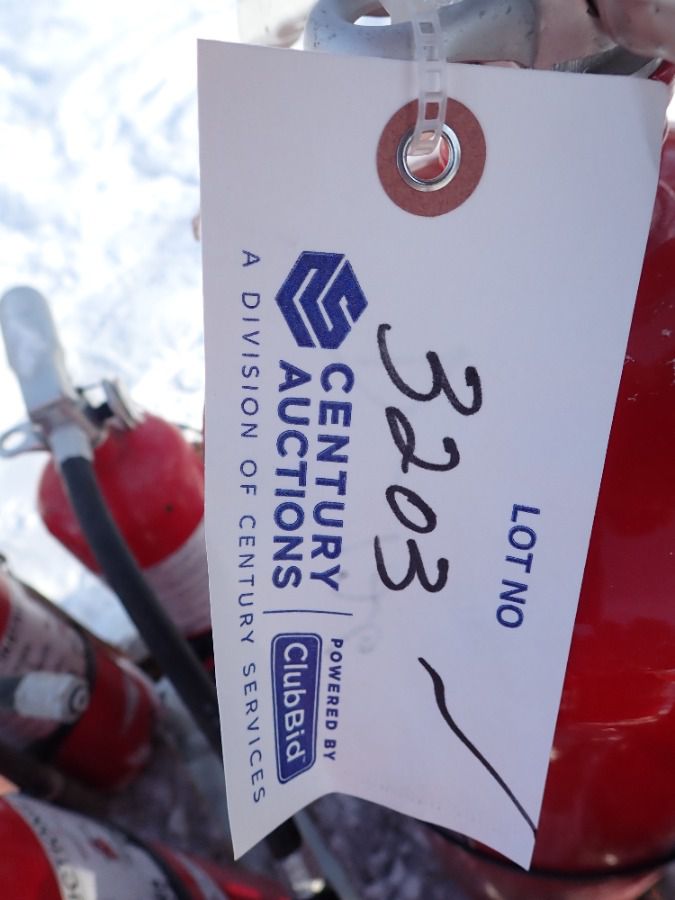 LOT NO
3203
CENTURY
AUCTIONS
POWERED BY
ClubBid
A DIVISION OF CENTURY SERVICES